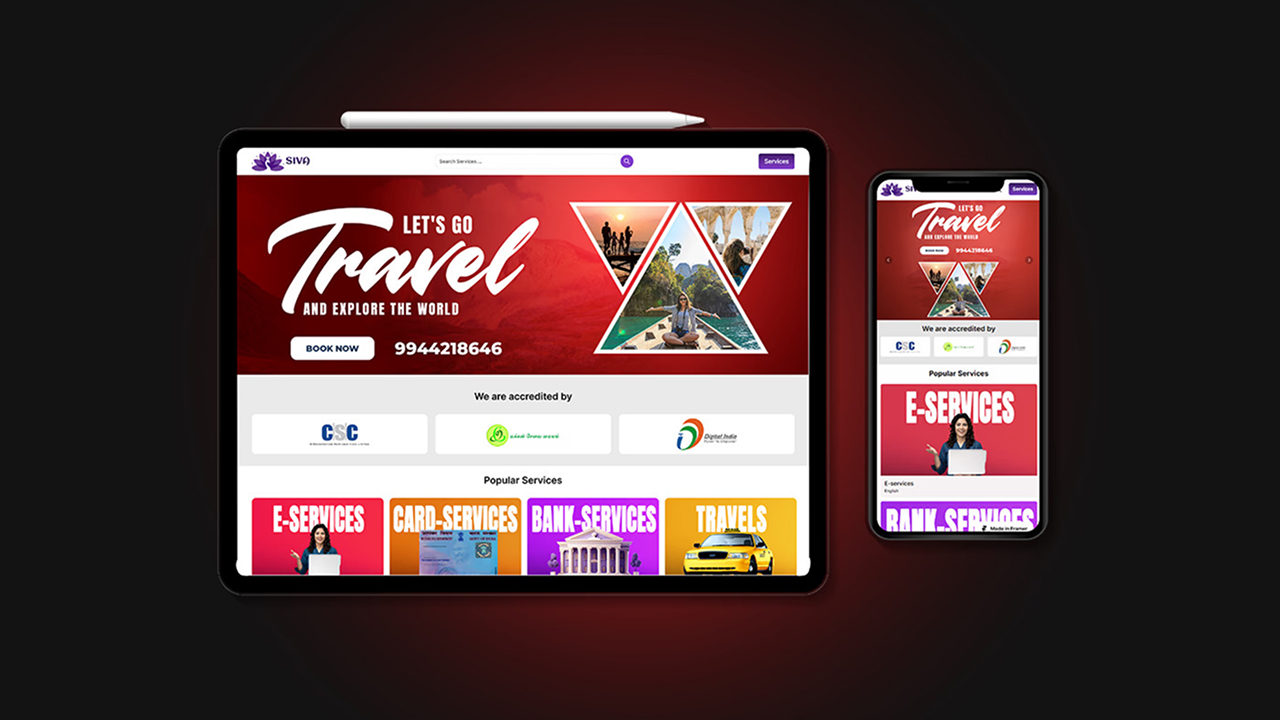 SIVA
Search Services ...
Services
LET'S GO
Travel
AND EXPLORE THE WORLD
BOOK NOW
9944218646
We are accredited by
CSC
Digital India
Popular Services
E-SERVICES
CARD-SERVICES
BANK-SERVICES
TRAVELS
Services
LET'S GO
Travel
AND EXPLORE THE WORLD
BOOK NOW
9944218646
We are accredited by
CSC
Popular Services
E-SERVICES
E-services
English
BANK-SERVICES
Made in Framer